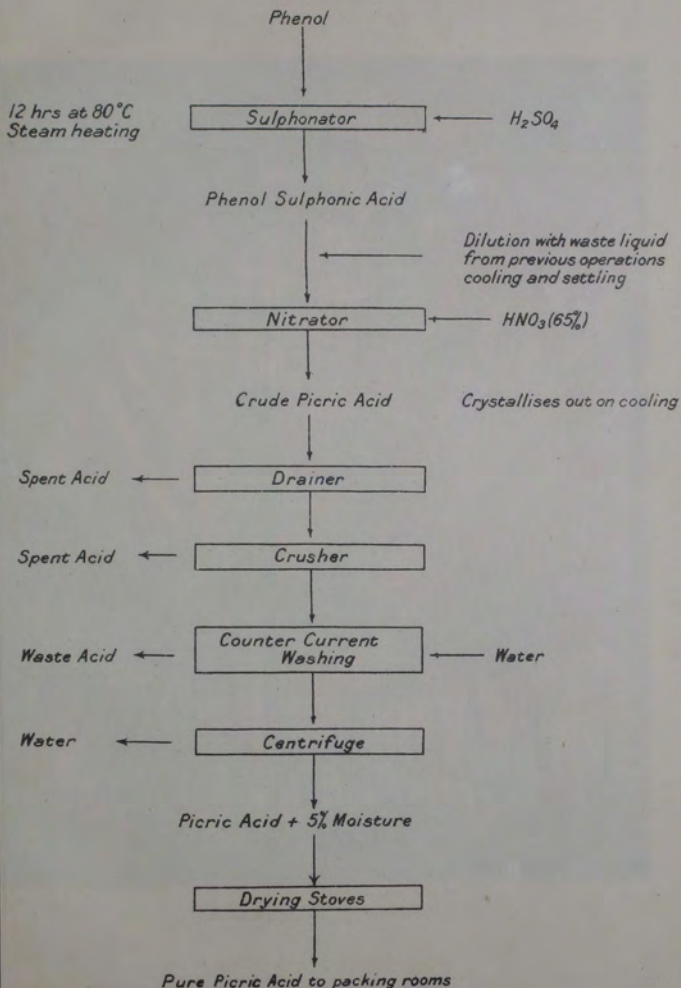 Phenol
12 hrs at 80°C
Steam heating
Sulphonator
H₂SO₄
Phenol Sulphonic Acid
Dilution with waste liquid
from previous operations
cooling and settling
Nitrator
HNO₃(65%)
Crude Picric Acid
Crystallises out on cooling
Spent Acid
Drainer
Spent Acid
Crusher
Waste Acid
Counter Current
Washing
Water
Water
Centrifuge
Picric Acid + 5% Moisture
Drying Stoves
Pure Picric Acid to packing rooms